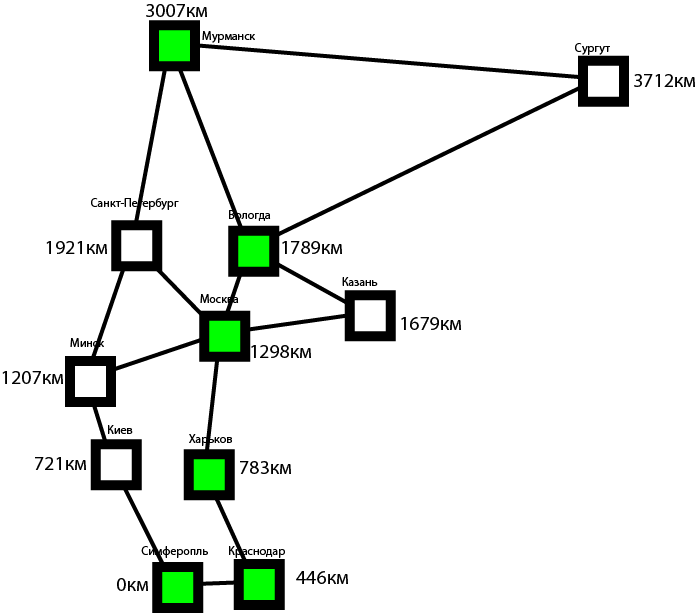 3007км
Мурманск
Сургут
3712км
Санкт-Петербург
1921км
Вологда
1789км
Казань
1679км
Москва
1298км
Минск
1207км
Киев
721км
Харьков
783км
Симферопль
0км
Краснодар
446км